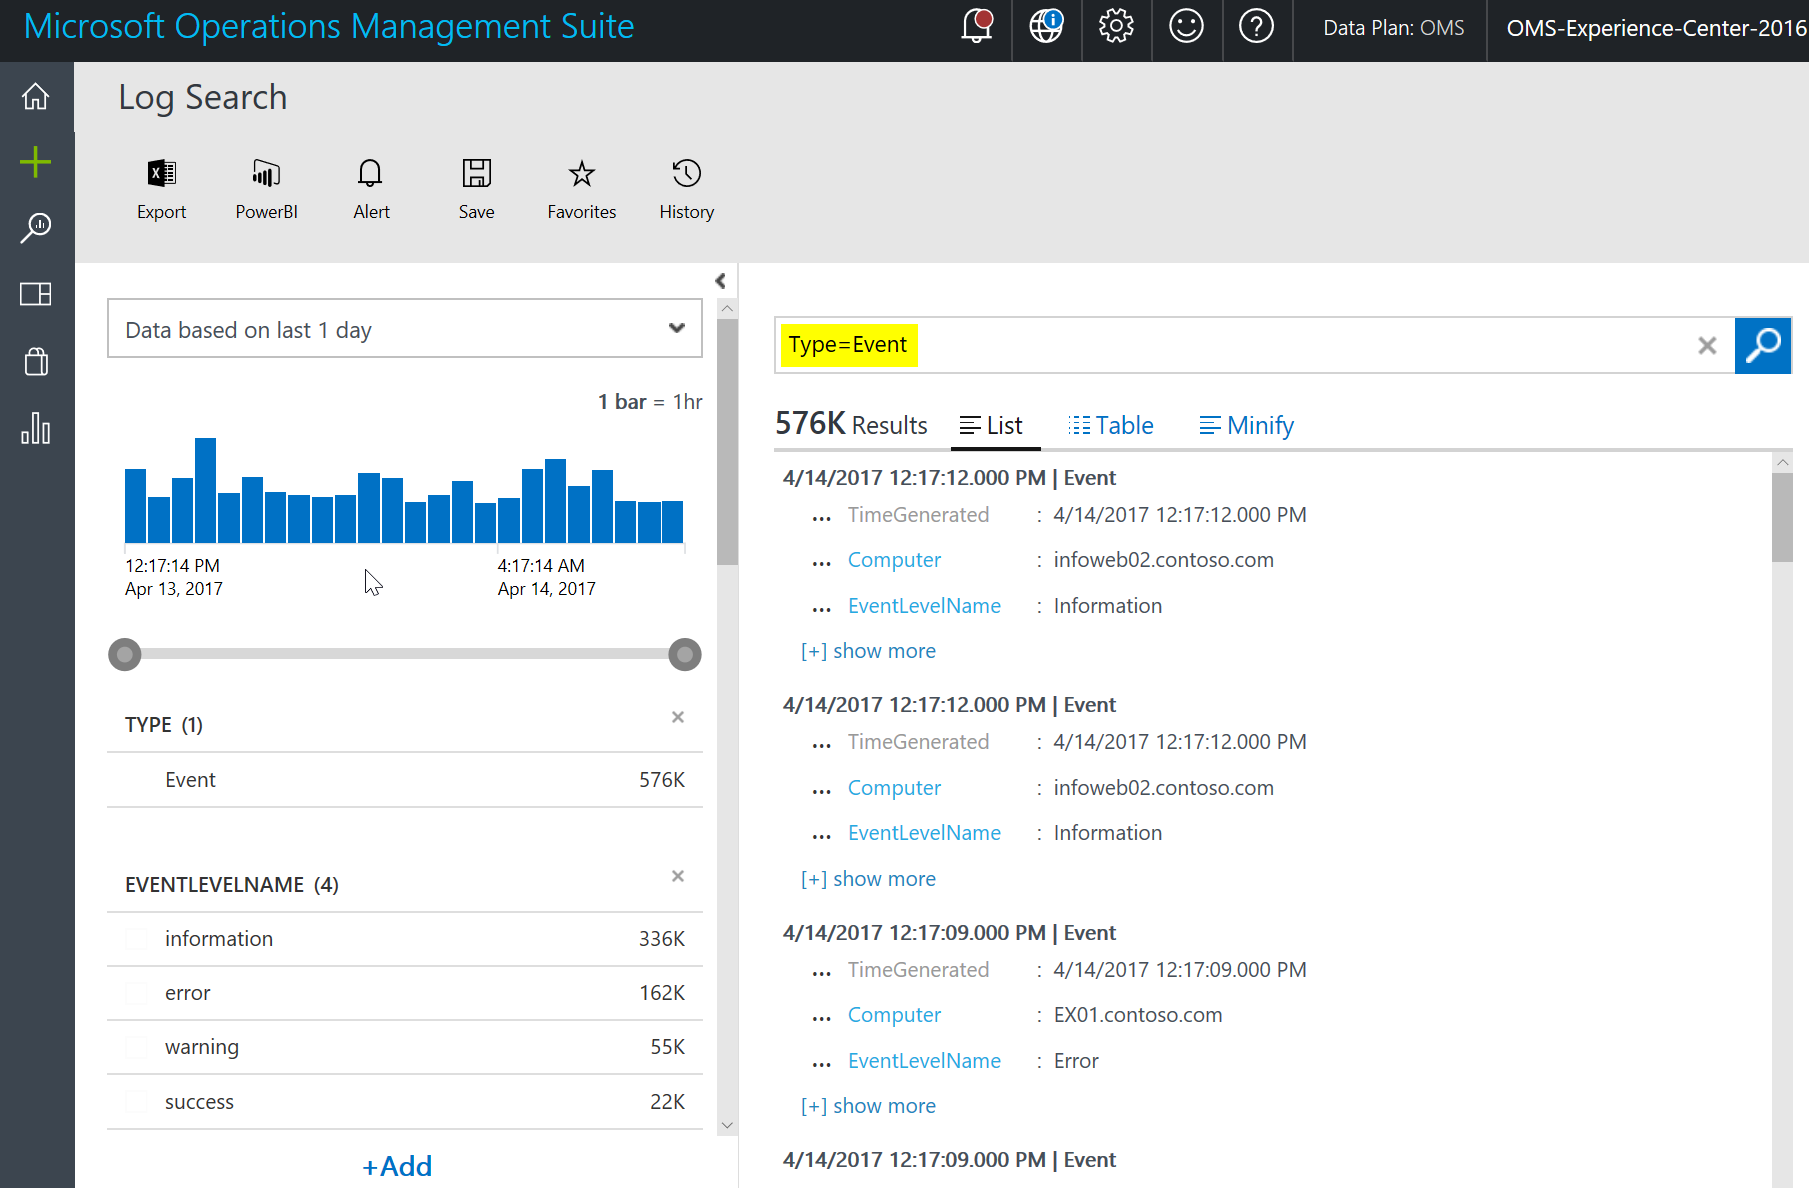 Microsoft Operations Management Suite
Data Plan: OMS
OMS-Experience-Center-2016
Log Search
Export
PowerBI
Alert
Save
Favorites
History
Data based on last 1 day
1 bar = 1hr
12:17:14 PM
Apr 13, 2017
4:17:14 AM
Apr 14, 2017
TYPE (1)
Event 576K
EVENTLEVELNAME (4)
information 336K
error 162K
warning 55K
success 22K
+Add
Type=Event
576K Results
List
Table
Minify
4/14/2017 12:17:12.000 PM | Event
... TimeGenerated : 4/14/2017 12:17:12.000 PM
... Computer : infoweb02.contoso.com
... EventLevelName : Information
[+] show more
4/14/2017 12:17:12.000 PM | Event
... TimeGenerated : 4/14/2017 12:17:12.000 PM
... Computer : infoweb02.contoso.com
... EventLevelName : Information
[+] show more
4/14/2017 12:17:09.000 PM | Event
... TimeGenerated : 4/14/2017 12:17:09.000 PM
... Computer : EX01.contoso.com
... EventLevelName : Error
[+] show more
4/14/2017 12:17:09.000 PM | Event